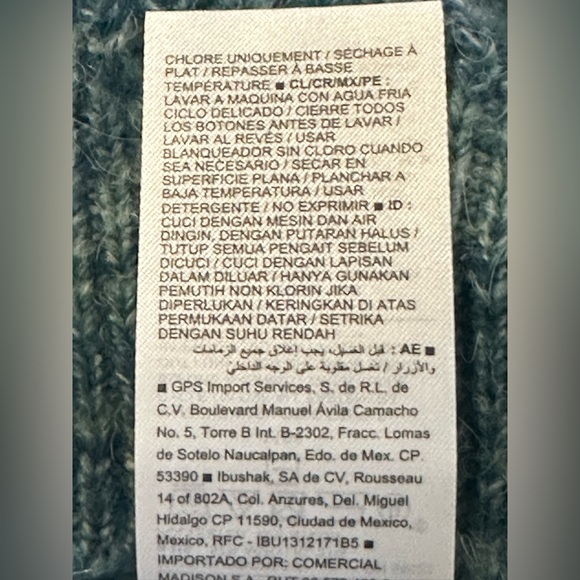 CHLORE UNIQUEMENT / SÉCHAGE À
PLAT / REPASSER À BASSE
TEMPÉRATURE ■ CL/CR/MX/PE :
LAVAR A MAQUINA CON AGUA FRIA
CICLO DELICADO / CIERRE TODOS
LOS BOTONES ANTES DE LAVAR /
LAVAR AL REVÉS / USAR
BLANQUEADOR SIN CLORO CUANDO
SEA NECESARIO / SECAR EN
SUPERFICIE PLANA / PLANCHAR A
BAJA TEMPERATURA / USAR
DETERGENTE / NO EXPRIMIR ■ ID :
CUCI DENGAN MESIN DAN AIR
DINGIN, DENGAN PUTARAN HALUS /
TUTUP SEMUA PENGAIT SEBELUM
DICUCI / CUCI DENGAN LAPISAN
DALAM DILUAR / HANYA GUNAKAN
PEMUTIH NON KLORIN JIKA
DIPERLUKAN / KERINGKAN DI ATAS
PERMUKAAN DATAR / SETRIKA
DENGAN SUHU RENDAH
■ AE : قبل الغسيل، يجب إغلاق جميع الزمامات
والأزرار / تغسل مقلوبة على الوجه الداخلي
■ GPS Import Services, S. de R.L. de
C.V. Boulevard Manuel Ávila Camacho
No. 5, Torre B Int. B-2302, Fracc. Lomas
de Sotelo Naucalpan, Edo. de Mex. CP.
53390 ■ Ibushak, SA de CV, Rousseau
14 of 802A, Col. Anzures, Del. Miguel
Hidalgo CP 11590, Ciudad de Mexico,
Mexico, RFC - IBU1312171B5 ■
IMPORTADO POR: COMERCIAL
MADISON S.A.